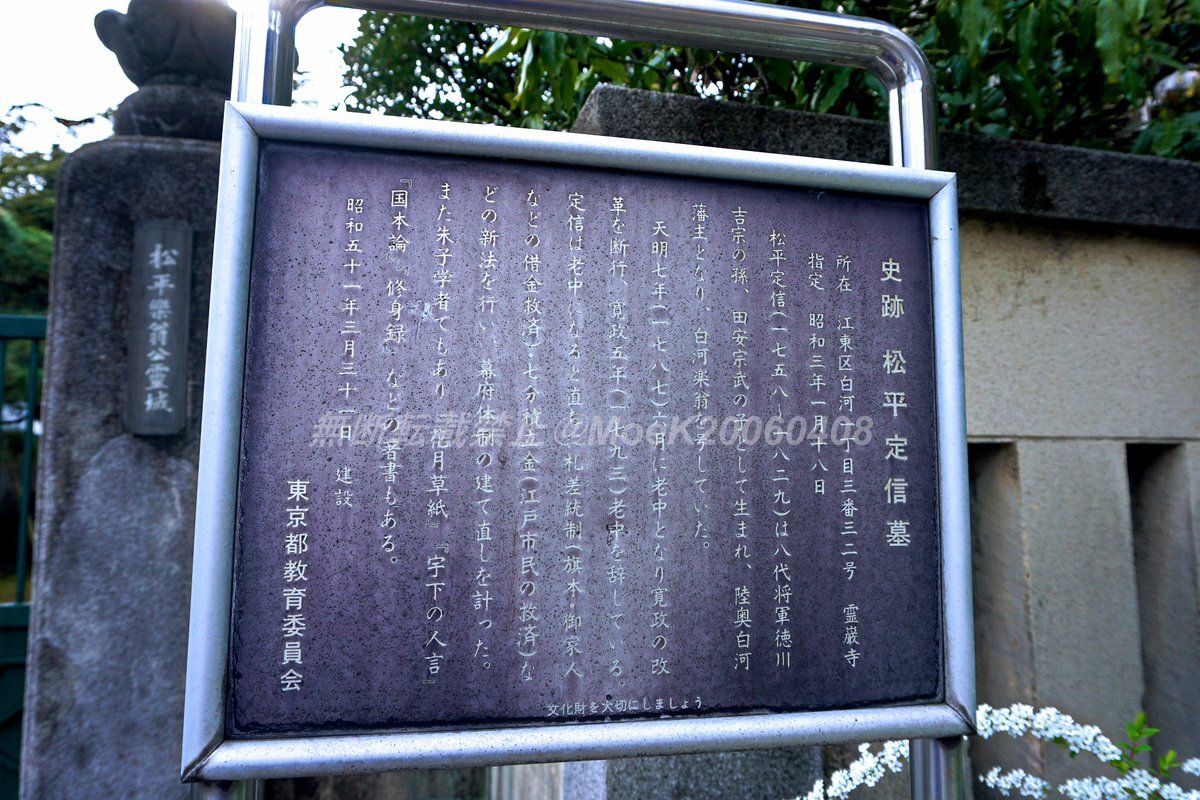 史跡 松平定信墓
所在 江東区白河一丁目三番三二号 霊巌寺
指定 昭和三年一月十八日
松平定信(一七五八~一八二九)は八代将軍徳川
吉宗の孫、田安宗武の子として生まれ、陸奥白河
藩主となり、白河楽翁を号していた。
天明七年(一七八七)六月に老中となり寛政の改
革を断行、寛政五年(一七九三)老中を辞している。
定信は老中になると直ちに札差統制(旗本・御家人
などの借金救済)・七分積立金(江戸市民の救済)な
どの新法を行い、幕府体制の建て直しを計った。
また朱子学者でもあり『花月草紙』『宇下の人言』
『国本論』『修身録』などの著書もある。
昭和五十一年三月三十一日 建設
東京都教育委員会
文化財を大切にしましょう
松平樂翁公霊域
無断転載禁止 @MooK20060408